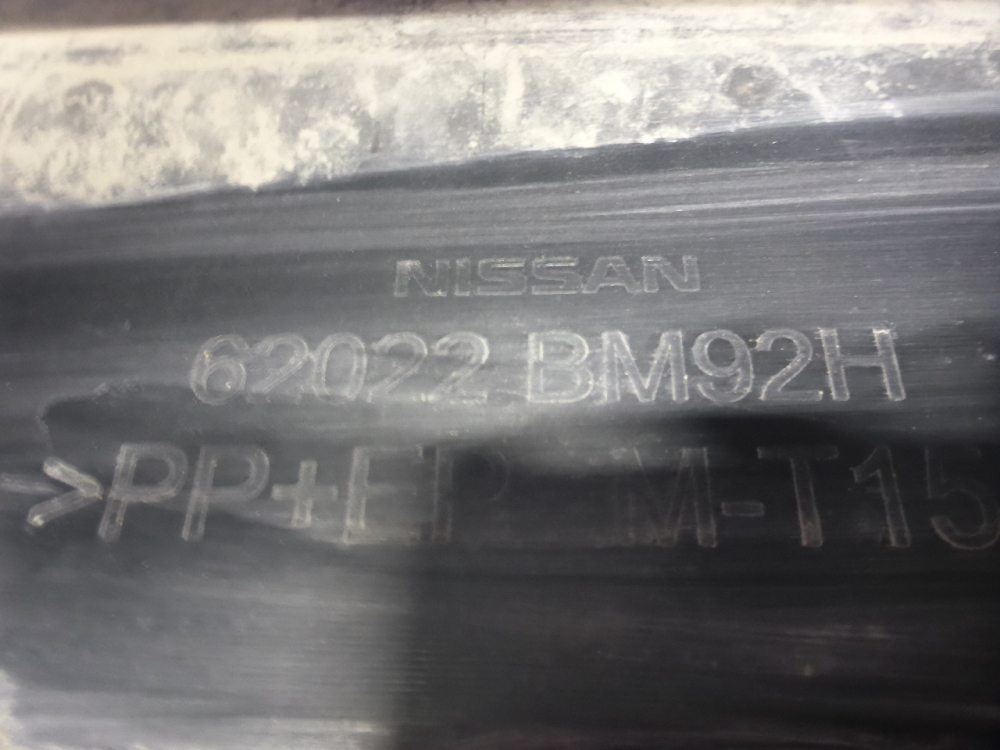 NISSAN
62022 BM92H
>PP+EP M-T15